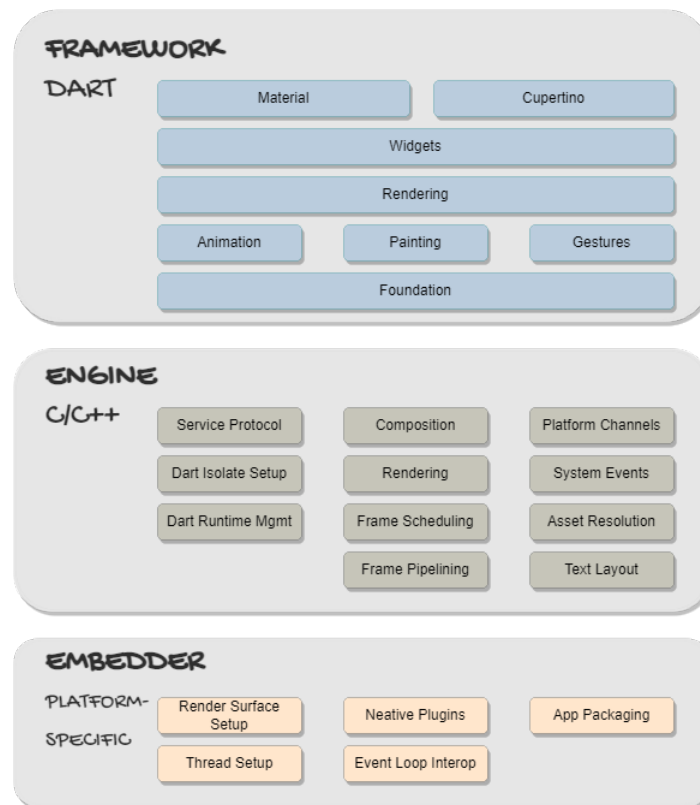 FRAMEWORK
DART
Material
Cupertino
Widgets
Rendering
Animation
Painting
Gestures
Foundation
ENGINE
C/C++
Service Protocol
Composition
Platform Channels
Dart Isolate Setup
Rendering
System Events
Dart Runtime Mgmt
Frame Scheduling
Asset Resolution
Frame Pipelining
Text Layout
EMBEDDER
PLATFORM-
SPECIFIC
Render Surface
Setup
Neative Plugins
App Packaging
Thread Setup
Event Loop Interop